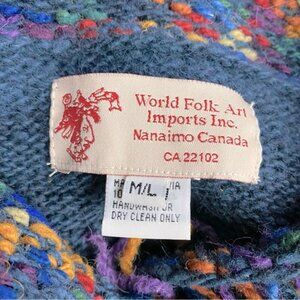 World Folk Art
Imports Inc.
Nanaimo Canada
CA 22102
M/L
HANDWASH OR
DRY CLEAN ONLY